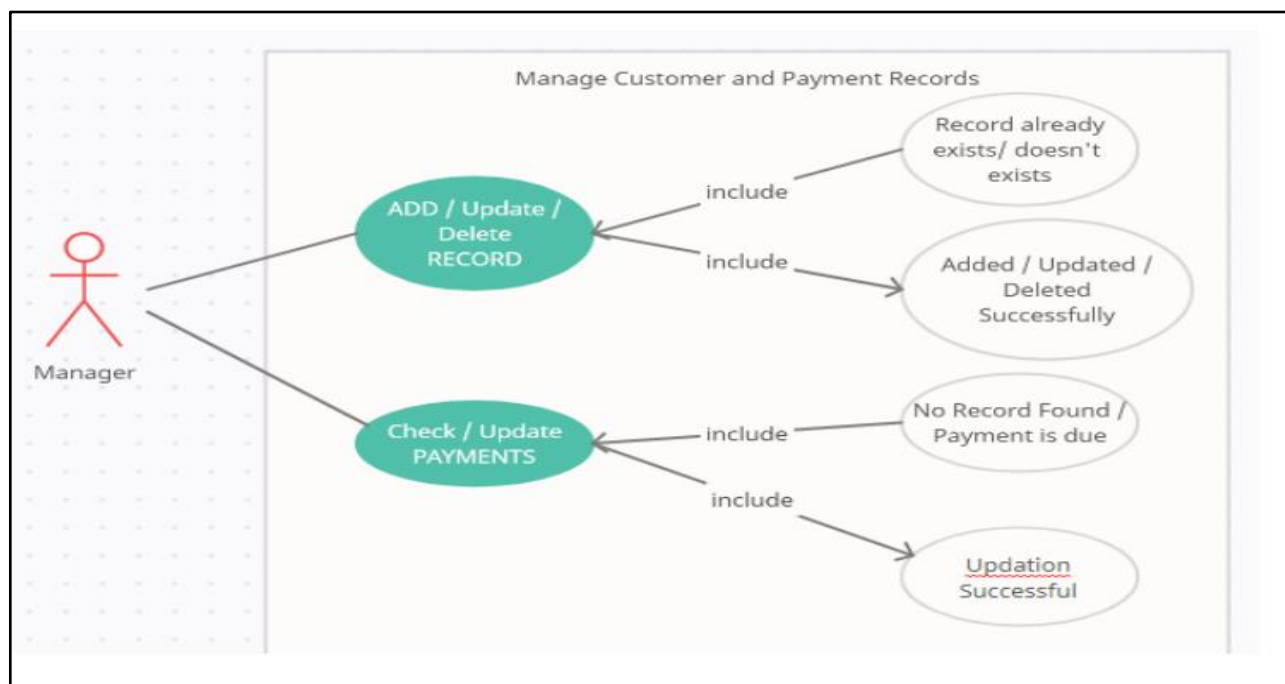 Manage Customer and Payment Records
Record already
exists/ doesn't
exists
include
ADD / Update /
Delete
RECORD
include
Added / Updated /
Deleted
Successfully
Manager
No Record Found /
Payment is due
include
Check / Update
PAYMENTS
include
Updation
Successful